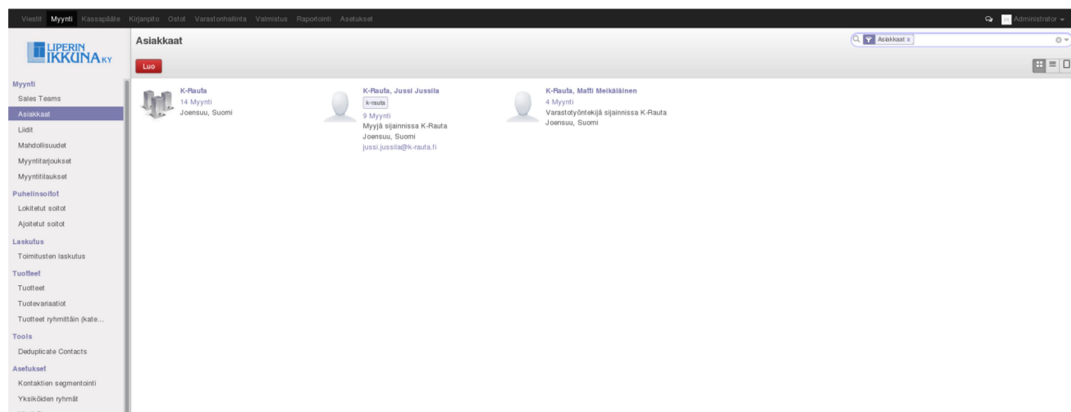 Viestit Myynti Kassapääte Kirjanpito Ostot Varastonhallinta Valmistus Raportointi Asetukset Administrator
LIPERIN
IKKUNA KY
Asiakkaat
Asiakkaat x
Luo
Myynti
Sales Teams
Asiakkaat
Liidit
Mahdollisuudet
Myyntitarjoukset
Myyntitilaukset
Puhelinsoitot
Lokitetut soitot
Ajoitetut soitot
Laskutus
Toimitusten laskutus
Tuotteet
Tuotteet
Tuotevariaatiot
Tuotteet ryhmittäin (kate...
Tools
Deduplicate Contacts
Asetukset
Kontaktien segmentointi
Yksiköiden ryhmät
K-Rauta
14 Myynti
Joensuu, Suomi
K-Rauta, Jussi Jussila
k-rauta
9 Myynti
Myyjä sijainnissa K-Rauta
Joensuu, Suomi
jussi.jussila@k-rauta.fi
K-Rauta, Matti Meikäläinen
4 Myynti
Varastotyöntekijä sijainnissa K-Rauta
Joensuu, Suomi